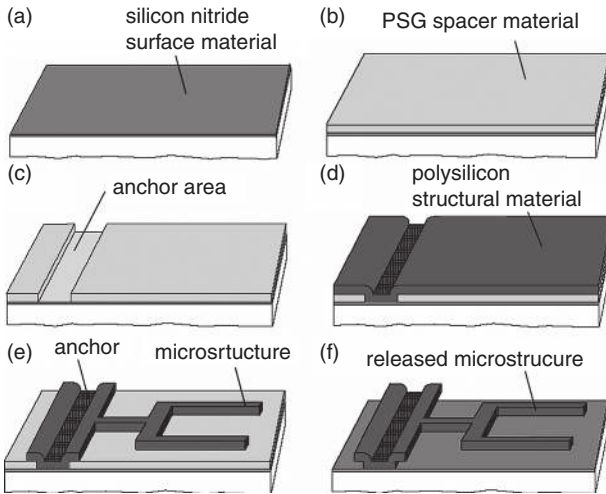 (a) silicon nitride
surface material
(b) PSG spacer material
(c) anchor area
(d) polysilicon
structural material
(e) anchor microsrtucture
(f) released microstrucure